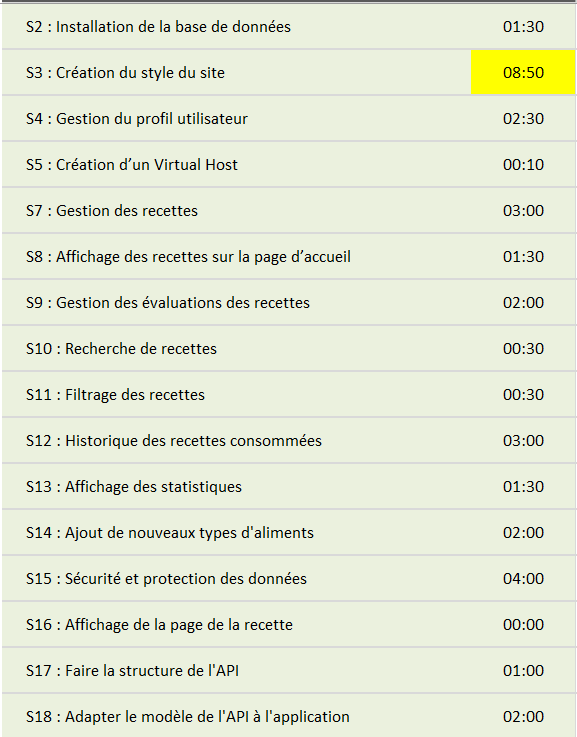 S2 : Installation de la base de données 01:30
S3 : Création du style du site 08:50
S4 : Gestion du profil utilisateur 02:30
S5 : Création d’un Virtual Host 00:10
S7 : Gestion des recettes 03:00
S8 : Affichage des recettes sur la page d’accueil 01:30
S9 : Gestion des évaluations des recettes 02:00
S10 : Recherche de recettes 00:30
S11 : Filtrage des recettes 00:30
S12 : Historique des recettes consommées 03:00
S13 : Affichage des statistiques 01:30
S14 : Ajout de nouveaux types d'aliments 02:00
S15 : Sécurité et protection des données 04:00
S16 : Affichage de la page de la recette 00:00
S17 : Faire la structure de l'API 01:00
S18 : Adapter le modèle de l'API à l'application 02:00